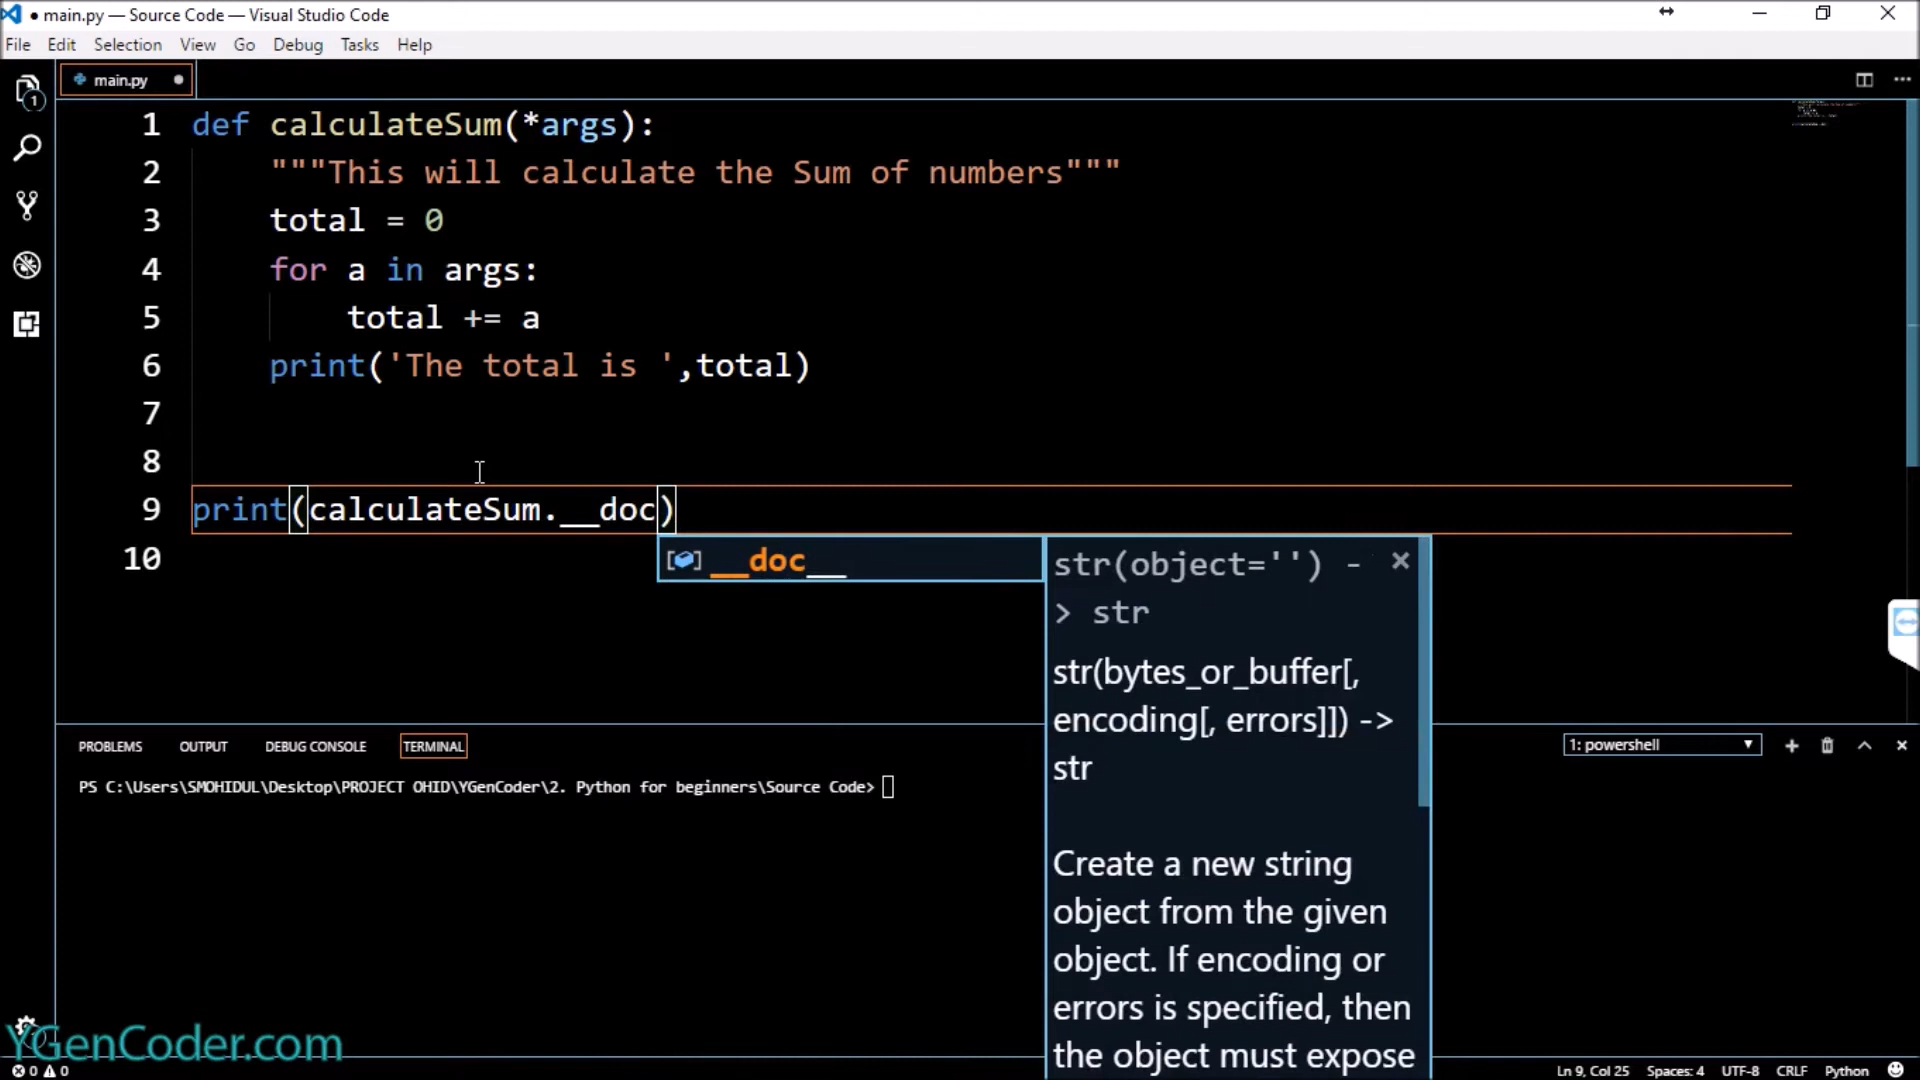 main.py — Source Code — Visual Studio Code
File Edit Selection View Go Debug Tasks Help
1
main.py
1 def calculateSum(*args):
2 """This will calculate the Sum of numbers"""
3 total = 0
4 for a in args:
5 total += a
6 print('The total is ',total)
7
8
9 print(calculateSum.__doc)
10
__doc__
str(object='') -
> str
str(bytes_or_buffer[,
encoding[, errors]]) ->
str
Create a new string
object from the given
object. If encoding or
errors is specified, then
the object must expose
PROBLEMS OUTPUT DEBUG CONSOLE TERMINAL
1: powershell
PS C:\Users\SMOHIDUL\Desktop\PROJECT OHID\YGenCoder\2. Python for beginners\Source Code>
YGenCoder.com
0 0
Ln 9, Col 25 Spaces: 4 UTF-8 CRLF Python